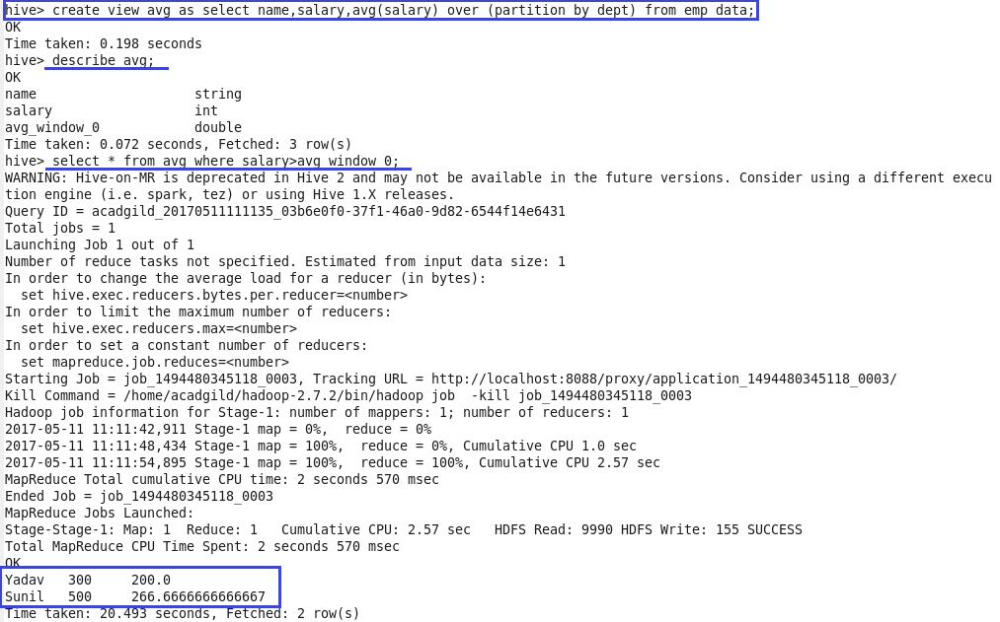 hive> create view avg as select name,salary,avg(salary) over (partition by dept) from emp_data;
OK
Time taken: 0.198 seconds
hive> describe avg;
OK
name                    string
salary                  int
avg_window_0            double
Time taken: 0.072 seconds, Fetched: 3 row(s)
hive> select * from avg where salary>avg_window_0;
WARNING: Hive-on-MR is deprecated in Hive 2 and may not be available in the future versions. Consider using a different execu
tion engine (i.e. spark, tez) or using Hive 1.X releases.
Query ID = acadgild_20170511111135_03b6e0f0-37f1-46a0-9d82-6544f14e6431
Total jobs = 1
Launching Job 1 out of 1
Number of reduce tasks not specified. Estimated from input data size: 1
In order to change the average load for a reducer (in bytes):
  set hive.exec.reducers.bytes.per.reducer=<number>
In order to limit the maximum number of reducers:
  set hive.exec.reducers.max=<number>
In order to set a constant number of reducers:
  set mapreduce.job.reduces=<number>
Starting Job = job_1494480345118_0003, Tracking URL = http://localhost:8088/proxy/application_1494480345118_0003/
Kill Command = /home/acadgild/hadoop-2.7.2/bin/hadoop job  -kill job_1494480345118_0003
Hadoop job information for Stage-1: number of mappers: 1; number of reducers: 1
2017-05-11 11:11:42,911 Stage-1 map = 0%,  reduce = 0%
2017-05-11 11:11:48,434 Stage-1 map = 100%,  reduce = 0%, Cumulative CPU 1.0 sec
2017-05-11 11:11:54,895 Stage-1 map = 100%,  reduce = 100%, Cumulative CPU 2.57 sec
MapReduce Total cumulative CPU time: 2 seconds 570 msec
Ended Job = job_1494480345118_0003
MapReduce Jobs Launched:
Stage-Stage-1: Map: 1  Reduce: 1   Cumulative CPU: 2.57 sec   HDFS Read: 9990 HDFS Write: 155 SUCCESS
Total MapReduce CPU Time Spent: 2 seconds 570 msec
OK
Yadav   300     200.0
Sunil   500     266.6666666666667
Time taken: 20.493 seconds, Fetched: 2 row(s)